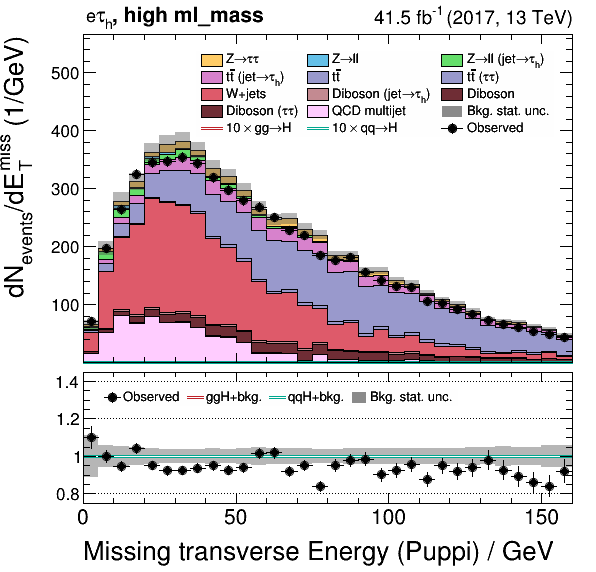 eτh, high ml_mass 41.5 fb⁻¹ (2017, 13 TeV)
dN_events/dE_T^miss (1/GeV)
500
400
300
200
100
Z→ττ Z→ll Z→ll (jet→τh)
tt̄ (jet→τh) tt̄ tt̄ (ττ)
W+jets Diboson (jet→τh) Diboson
Diboson (ττ) QCD multijet Bkg. stat. unc.
10 × gg→H 10 × qq→H Observed
1.4
1.2
1
0.8
Observed ggH+bkg. qqH+bkg. Bkg. stat. unc.
0 50 100 150
Missing transverse Energy (Puppi) / GeV